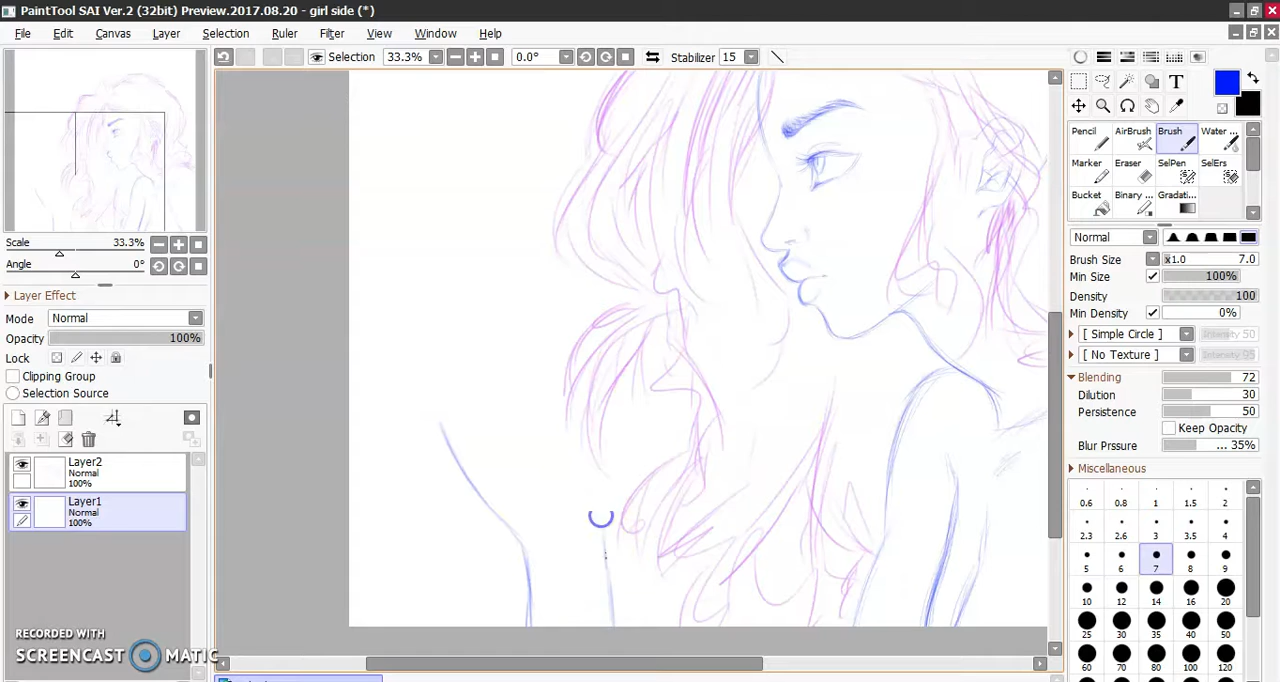 PaintTool SAI Ver.2 (32bit) Preview.2017.08.20 - girl side (*)
File Edit Canvas Layer Selection Ruler Filter View Window Help
Selection 33.3% 0.0° Stabilizer 15
Scale 33.3%
Angle 0°
Layer Effect
Mode Normal
Opacity 100%
Lock
Clipping Group
Selection Source
Layer2
Normal
100%
Layer1
Normal
100%
RECORDED WITH
SCREENCAST MATIC
T
Pencil AirBrush Brush Water ...
Marker Eraser SelPen SelErs
Bucket Binary ... Gradati...
Normal
Brush Size x1.0 7.0
Min Size 100%
Density 100
Min Density 0%
[ Simple Circle ] Intensity 50
[ No Texture ] Intensity 95
Blending 72
Dilution 30
Persistence 50
Keep Opacity
Blur Prssure ... 35%
Miscellaneous
0.6 0.8 1 1.5 2
2.3 2.6 3 3.5 4
5 6 7 8 9
10 12 14 16 20
25 30 35 40 50
60 70 80 100 120